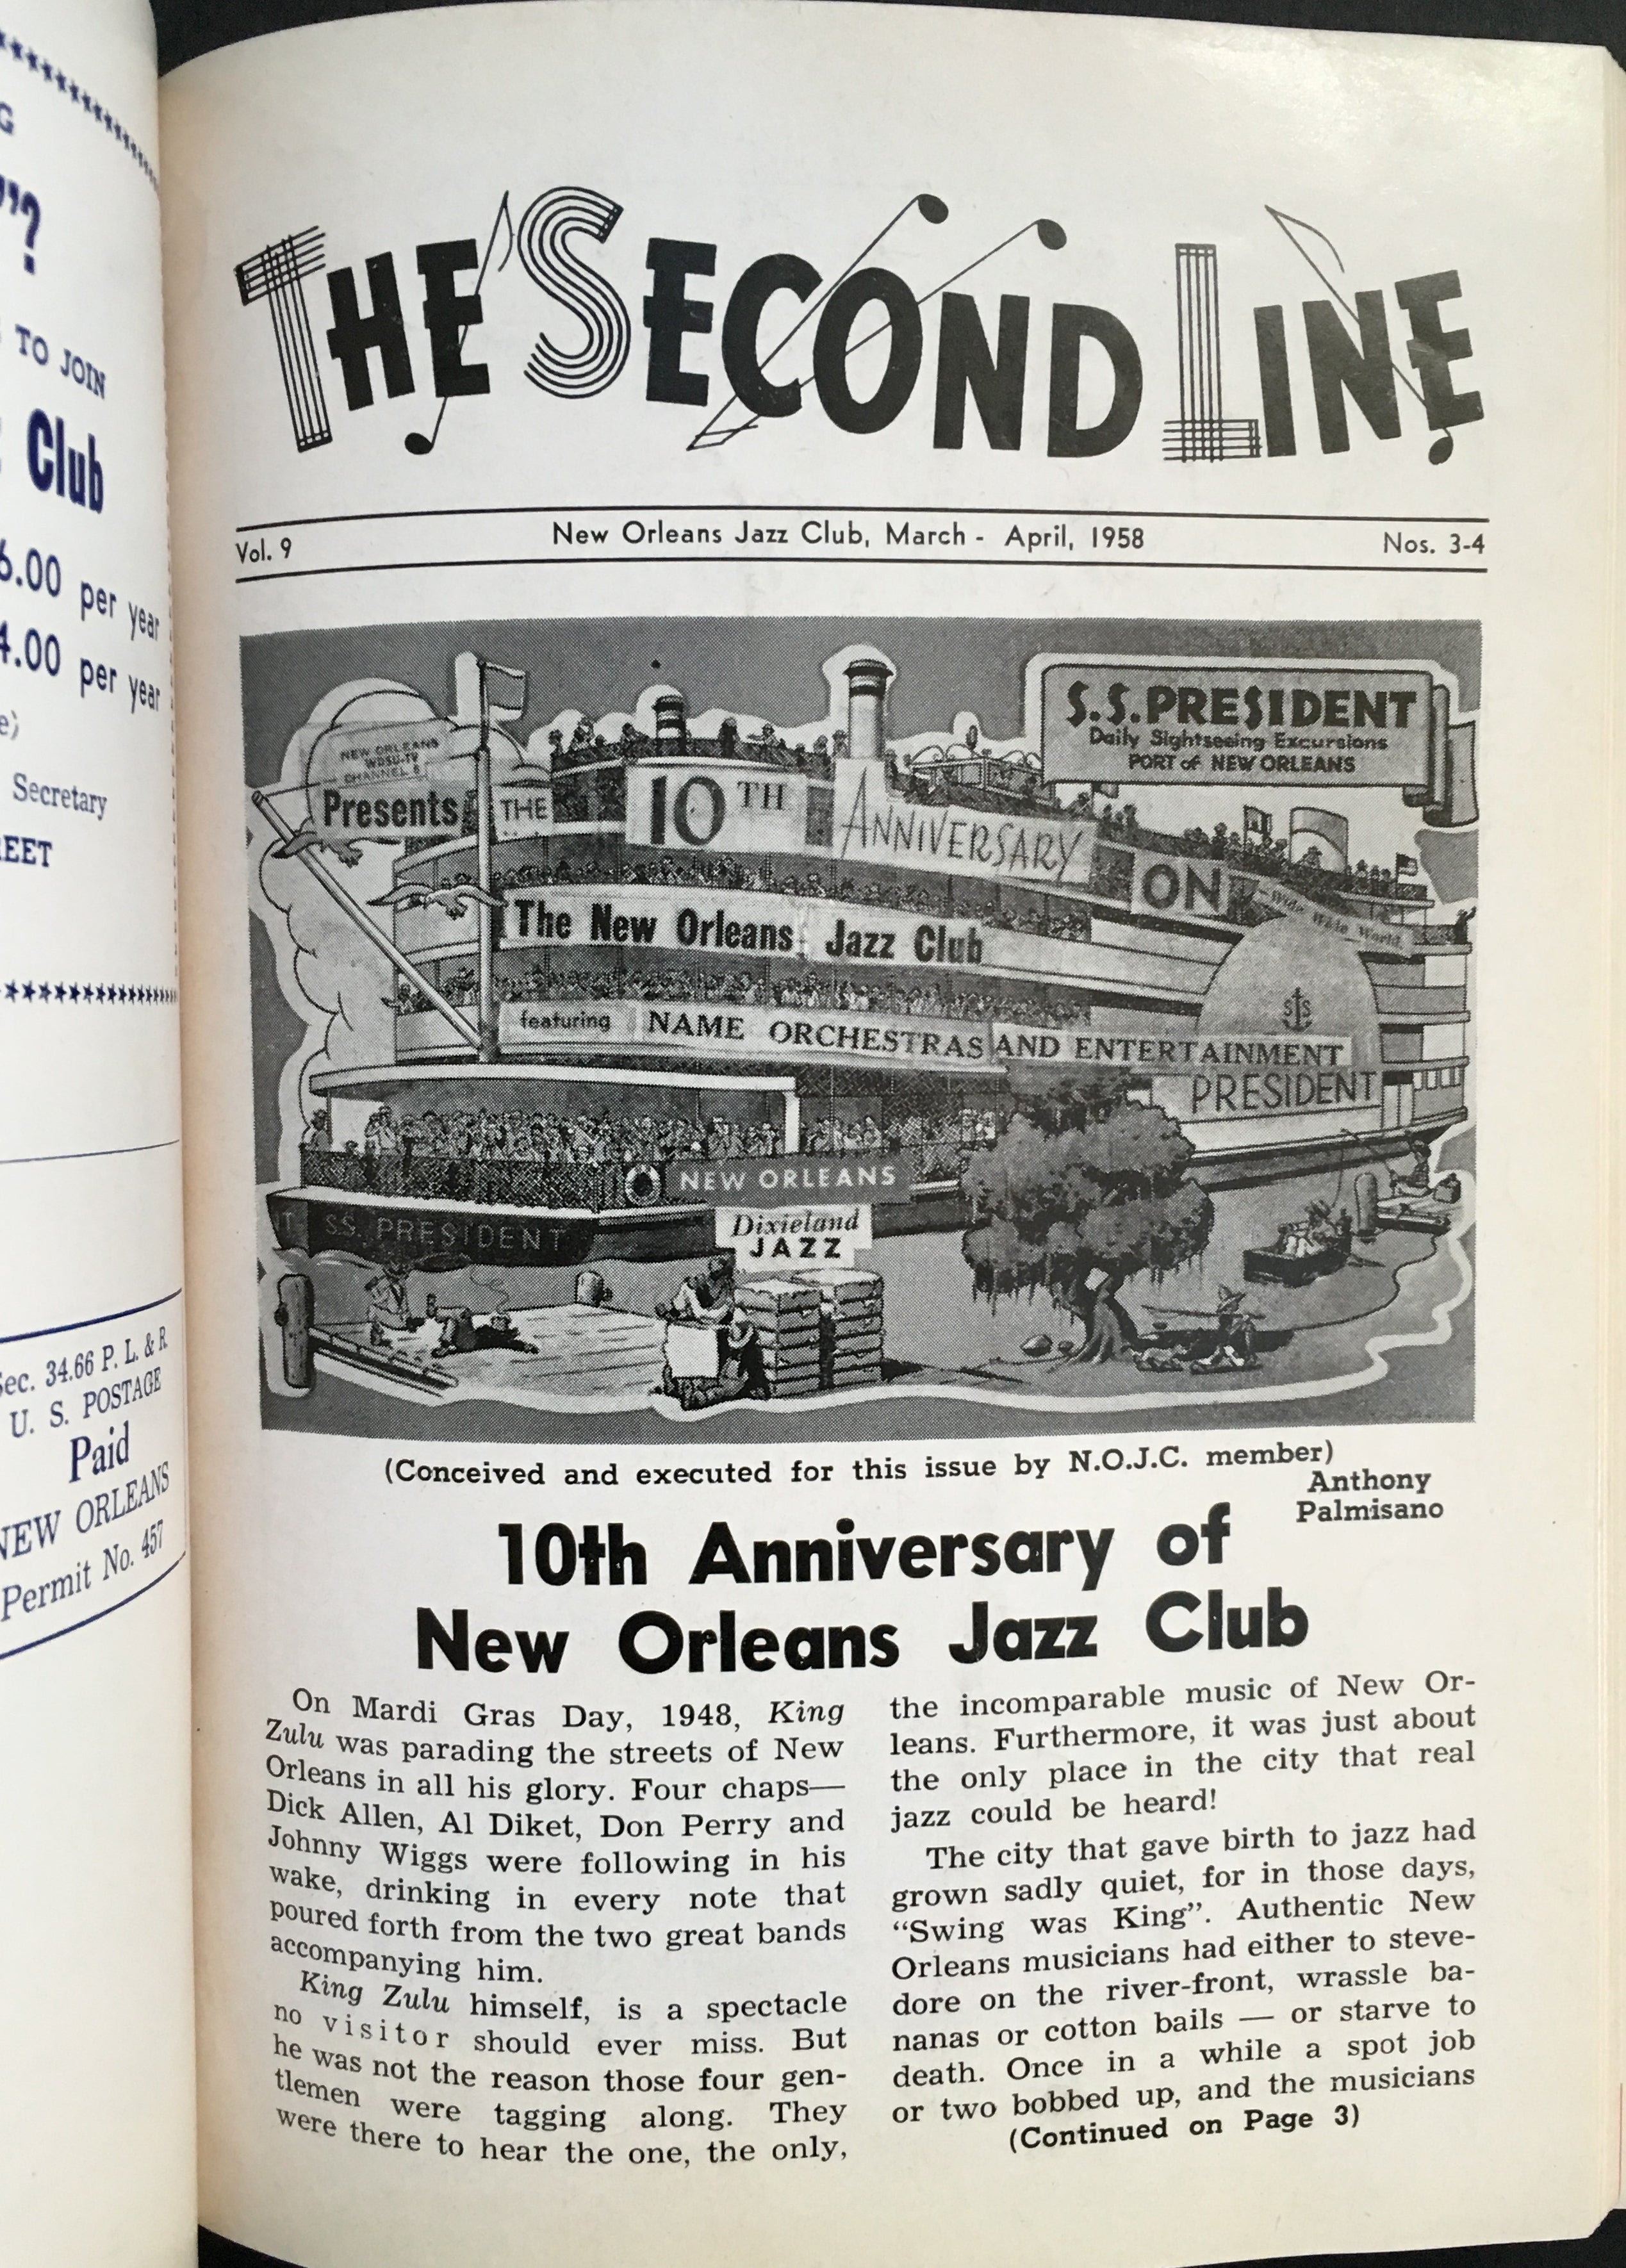 G
"?
TO JOIN
Club
6.00 per year
4.00 per year
e)
Secretary
EET
Sec. 34.66 P. L. & R
U. S. POSTAGE
Paid
NEW ORLEANS
Permit No. 457
THE SECOND LINE
Vol. 9 New Orleans Jazz Club, March - April, 1958 Nos. 3-4
NEW ORLEANS
WDSU-TV
CHANNEL 6
Presents THE 10TH ANNIVERSARY ON
Wide Wide World
S.S. PRESIDENT
Daily Sightseeing Excursions
PORT of NEW ORLEANS
The New Orleans Jazz Club
featuring NAME ORCHESTRAS AND ENTERTAINMENT
PRESIDENT
NEW ORLEANS
SS. PRESIDENT
Dixieland
JAZZ
(Conceived and executed for this issue by N.O.J.C. member)
Anthony
Palmisano
10th Anniversary of
New Orleans Jazz Club
On Mardi Gras Day, 1948, King
Zulu was parading the streets of New
Orleans in all his glory. Four chaps—
Dick Allen, Al Diket, Don Perry and
Johnny Wiggs were following in his
wake, drinking in every note that
poured forth from the two great bands
accompanying him.
King Zulu himself, is a spectacle
no visitor should ever miss. But
he was not the reason those four gen-
tlemen were tagging along. They
were there to hear the one, the only,
the incomparable music of New Or-
leans. Furthermore, it was just about
the only place in the city that real
jazz could be heard!
The city that gave birth to jazz had
grown sadly quiet, for in those days,
"Swing was King". Authentic New
Orleans musicians had either to steve-
dore on the river-front, wrassle ba-
nanas or cotton bails — or starve to
death. Once in a while a spot job
or two bobbed up, and the musicians
(Continued on Page 3)